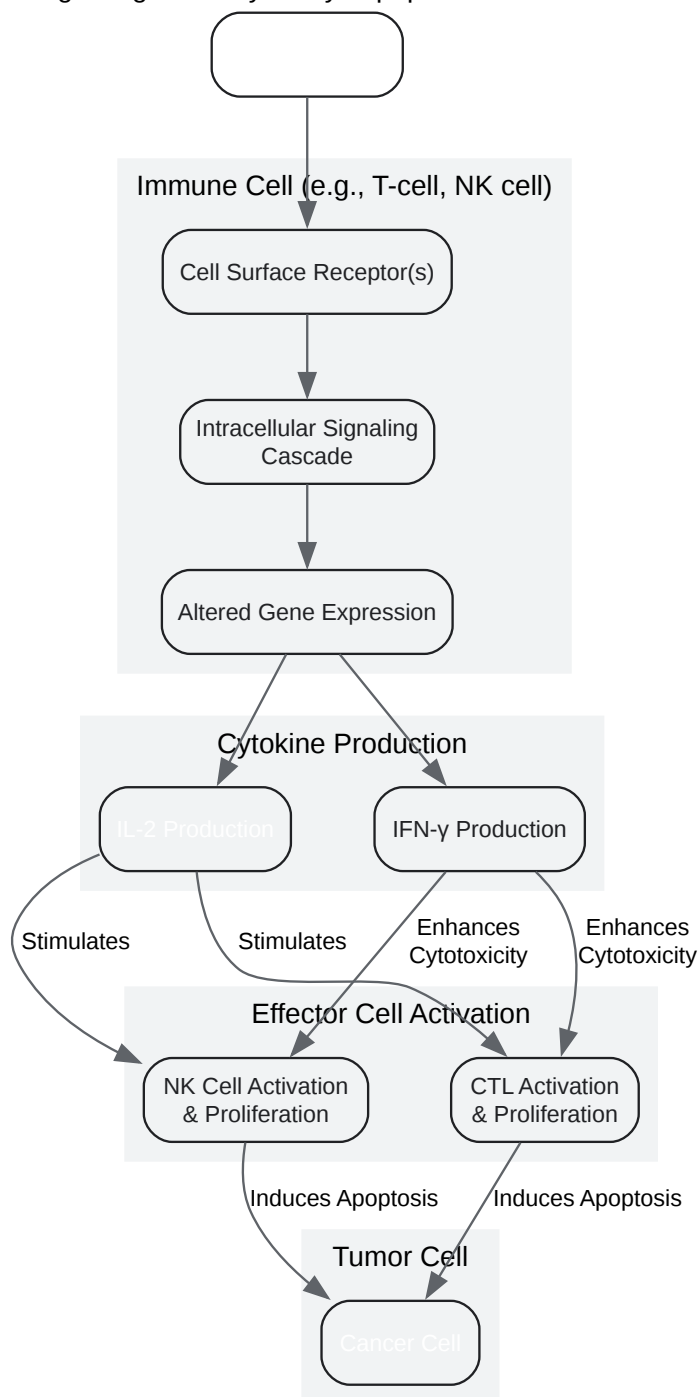 Immune Cell (e.g., T-cell, NK cell)
Cell Surface Receptor(s)
Intracellular Signaling
Cascade
Altered Gene Expression
Cytokine Production
IL-2 Production
IFN-γ Production
Stimulates
Stimulates
Enhances
Cytotoxicity
Enhances
Cytotoxicity
Effector Cell Activation
NK Cell Activation
& Proliferation
CTL Activation
& Proliferation
Induces Apoptosis
Induces Apoptosis
Tumor Cell
Cancer Cell